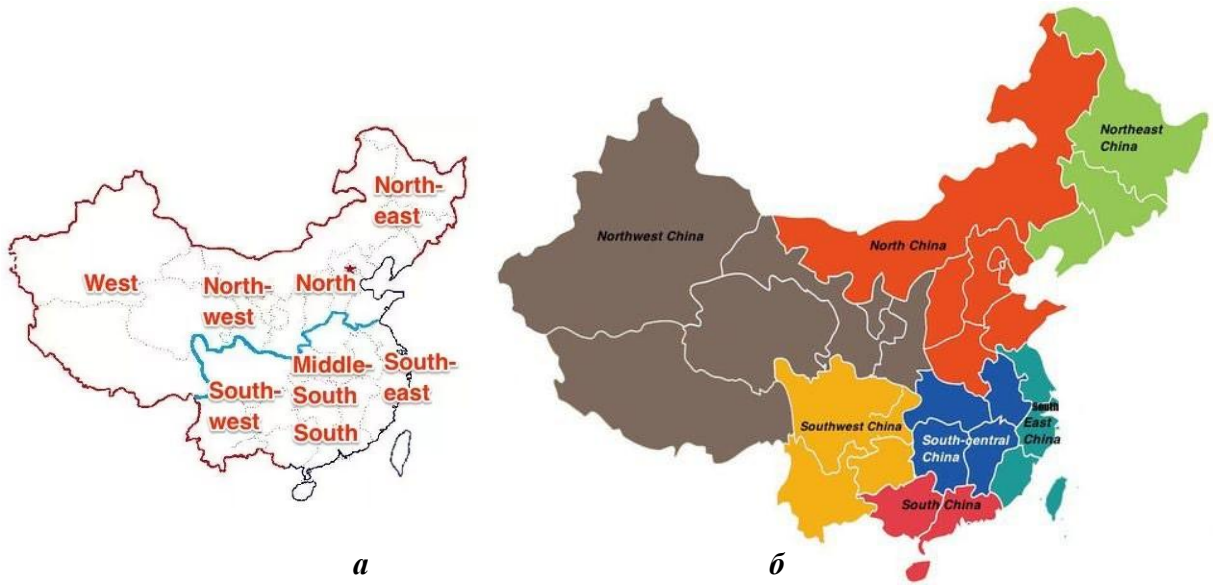 North-
east
West
North-
west
North
Middle-
South
South-
east
South-
west
South
а
Northeast
China
Northwest China
North China
Southwest China
South-central
China
South
East
China
South China
б